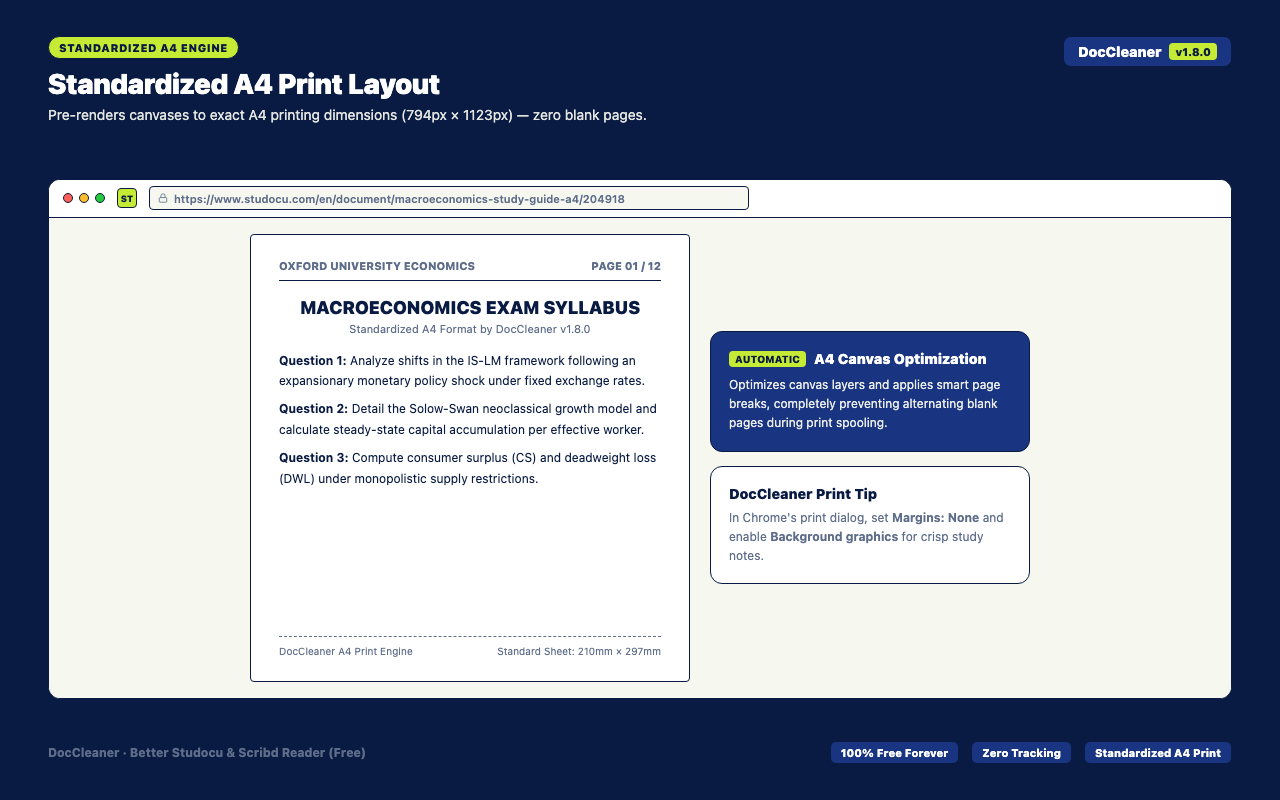 STANDARDIZED A4 ENGINE
Standardized A4 Print Layout
Pre-renders canvases to exact A4 printing dimensions (794px × 1123px) — zero blank pages.
DocCleaner v1.8.0
ST
https://www.studocu.com/en/document/macroeconomics-study-guide-a4/204918
OXFORD UNIVERSITY ECONOMICS PAGE 01 / 12
MACROECONOMICS EXAM SYLLABUS
Standardized A4 Format by DocCleaner v1.8.0
Question 1: Analyze shifts in the IS-LM framework following an
expansionary monetary policy shock under fixed exchange rates.
Question 2: Detail the Solow-Swan neoclassical growth model and
calculate steady-state capital accumulation per effective worker.
Question 3: Compute consumer surplus (CS) and deadweight loss
(DWL) under monopolistic supply restrictions.
DocCleaner A4 Print Engine Standard Sheet: 210mm × 297mm
AUTOMATIC A4 Canvas Optimization
Optimizes canvas layers and applies smart page
breaks, completely preventing alternating blank
pages during print spooling.
DocCleaner Print Tip
In Chrome's print dialog, set Margins: None and
enable Background graphics for crisp study
notes.
DocCleaner · Better Studocu & Scribd Reader (Free)
100% Free Forever
Zero Tracking
Standardized A4 Print